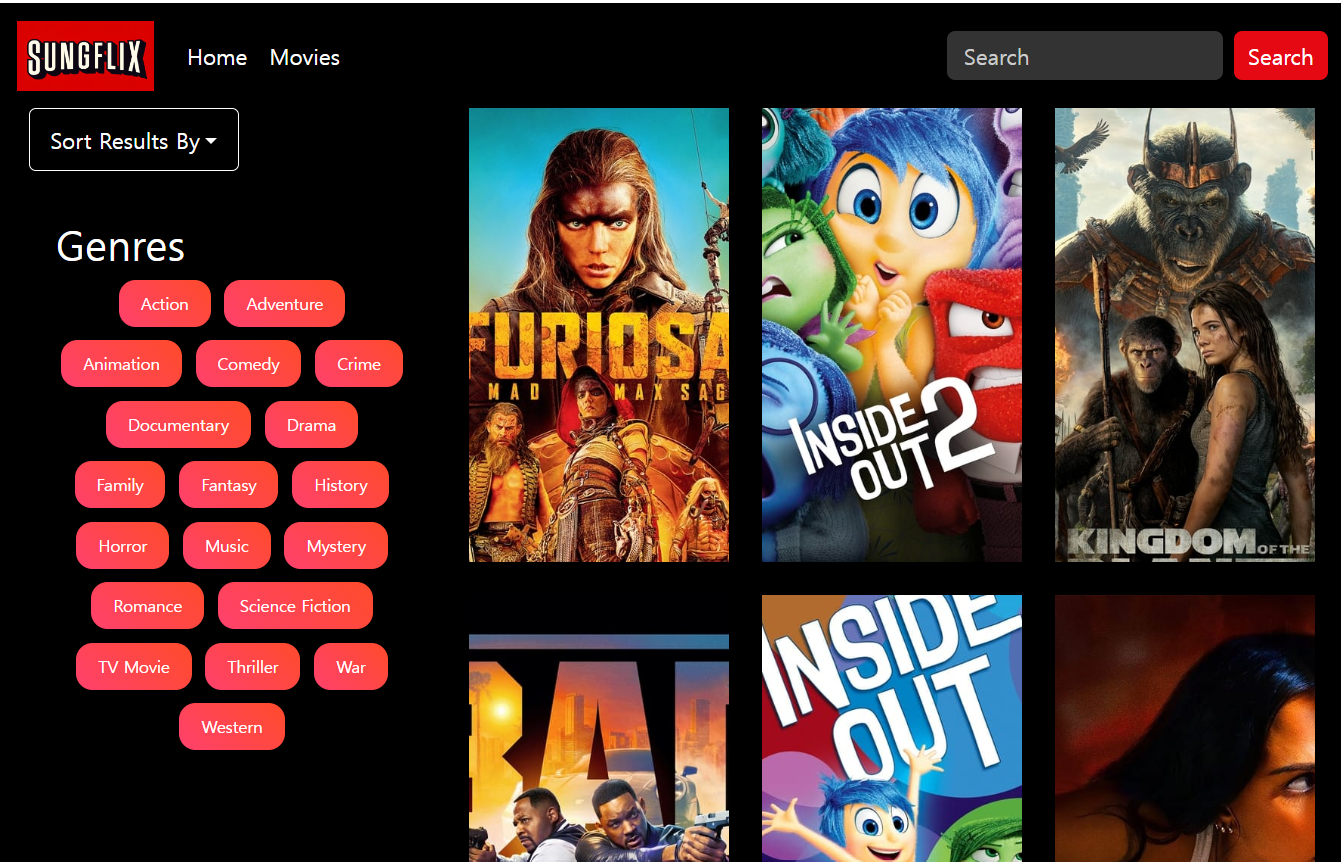 SUNGFLIX
Home Movies
Search Search
Sort Results By
Genres
Action Adventure
Animation Comedy Crime
Documentary Drama
Family Fantasy History
Horror Music Mystery
Romance Science Fiction
TV Movie Thriller War
Western
FURIOSA
MAD MAX SAG
INSIDE
OUT 2
KINGDOM OF THE
BAD
INSIDE
OUT